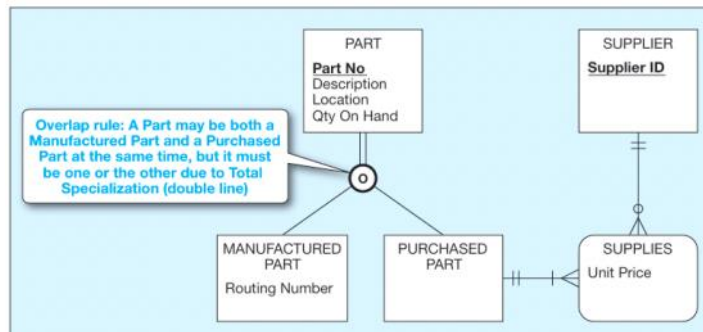 PART
Part No
Description
Location
Qty On Hand
SUPPLIER
Supplier ID
Overlap rule: A Part may be both a
Manufactured Part and a Purchased
Part at the same time, but it must
be one or the other due to Total
Specialization (double line)
O
MANUFACTURED
PART
Routing Number
PURCHASED
PART
SUPPLIES
Unit Price